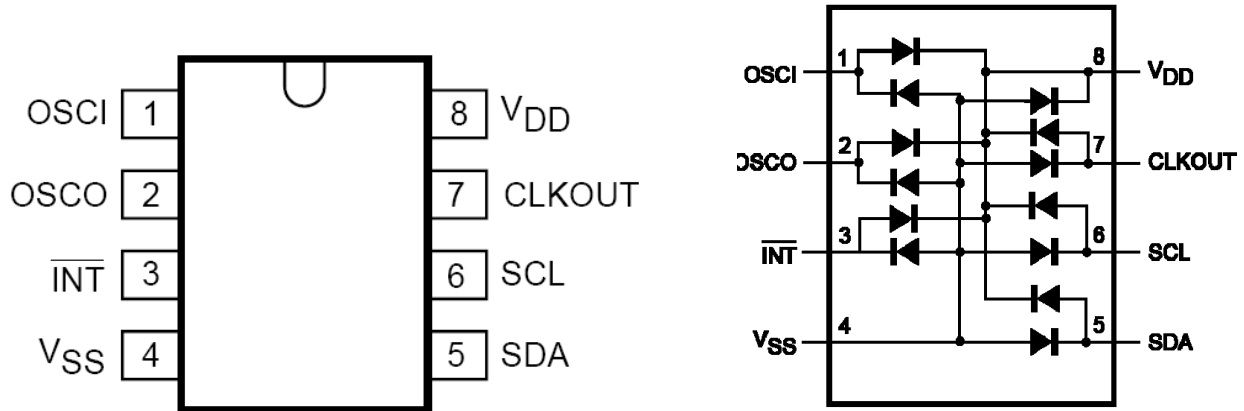 OSCI 1 8 VDD
OSCO 2 7 CLKOUT
INT 3 6 SCL
VSS 4 5 SDA
OSCI 1 8 VDD
OSCO 2 7 CLKOUT
INT 3 6 SCL
VSS 4 5 SDA